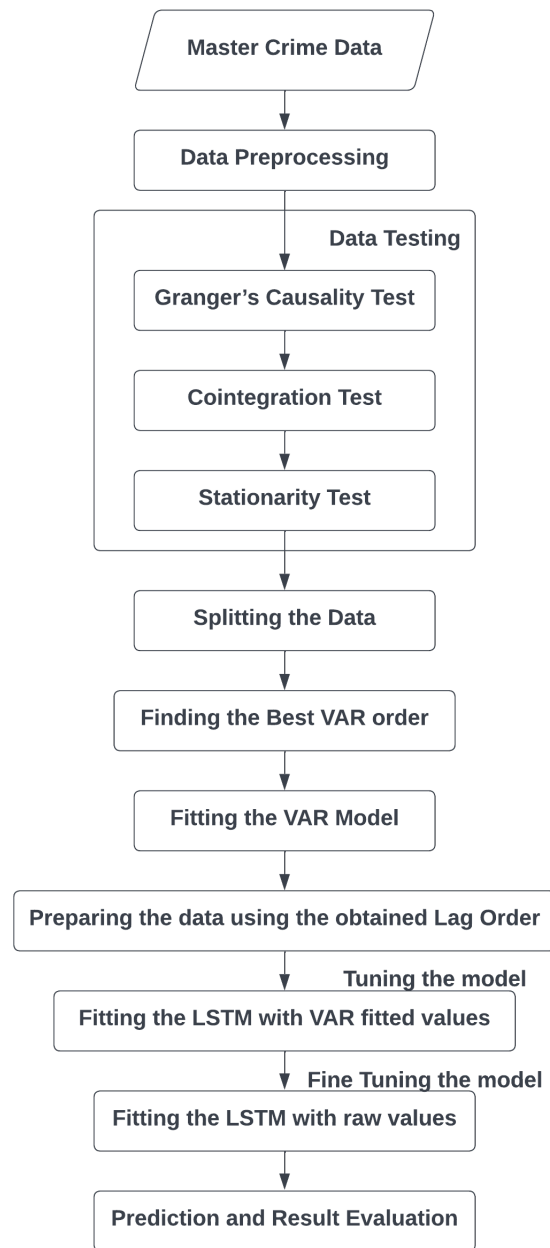 Master Crime Data
Data Preprocessing
Data Testing
Granger’s Causality Test
Cointegration Test
Stationarity Test
Splitting the Data
Finding the Best VAR order
Fitting the VAR Model
Preparing the data using the obtained Lag Order
Tuning the model
Fitting the LSTM with VAR fitted values
Fine Tuning the model
Fitting the LSTM with raw values
Prediction and Result Evaluation